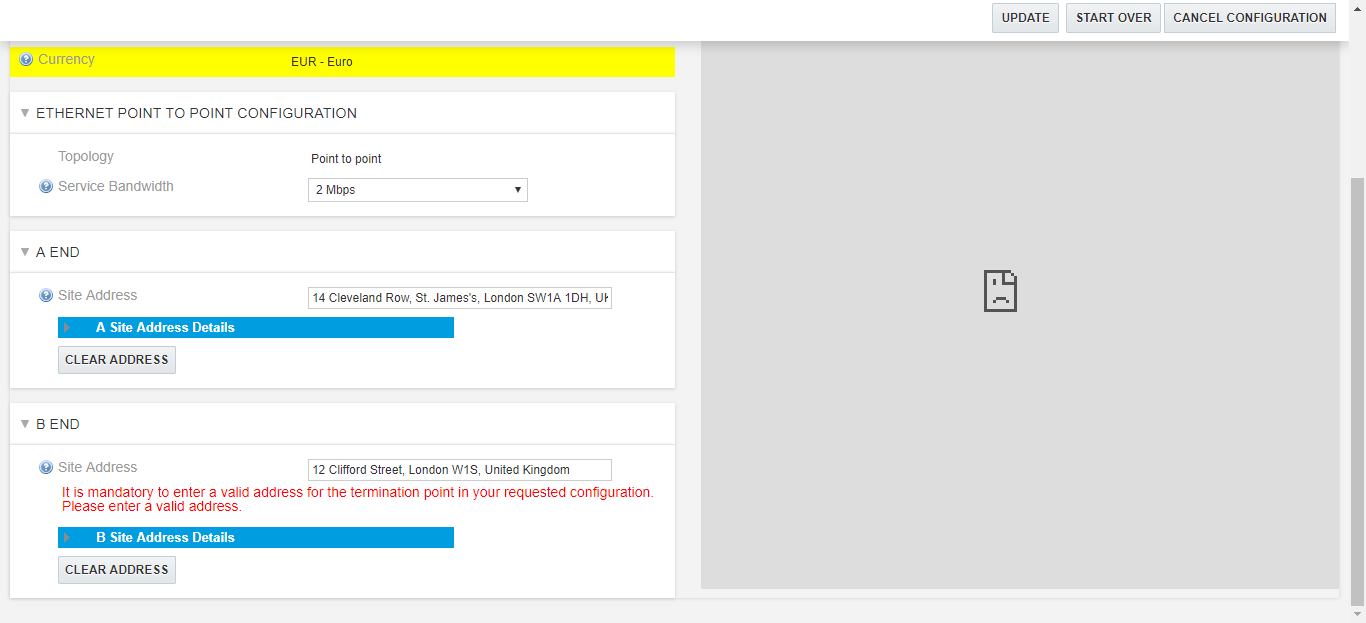 UPDATE START OVER CANCEL CONFIGURATION
Currency EUR - Euro
ETHERNET POINT TO POINT CONFIGURATION
Topology Point to point
Service Bandwidth 2 Mbps
A END
Site Address 14 Cleveland Row, St. James's, London SW1A 1DH, UK
A Site Address Details
CLEAR ADDRESS
B END
Site Address 12 Clifford Street, London W1S, United Kingdom
It is mandatory to enter a valid address for the termination point in your requested configuration.
Please enter a valid address.
B Site Address Details
CLEAR ADDRESS